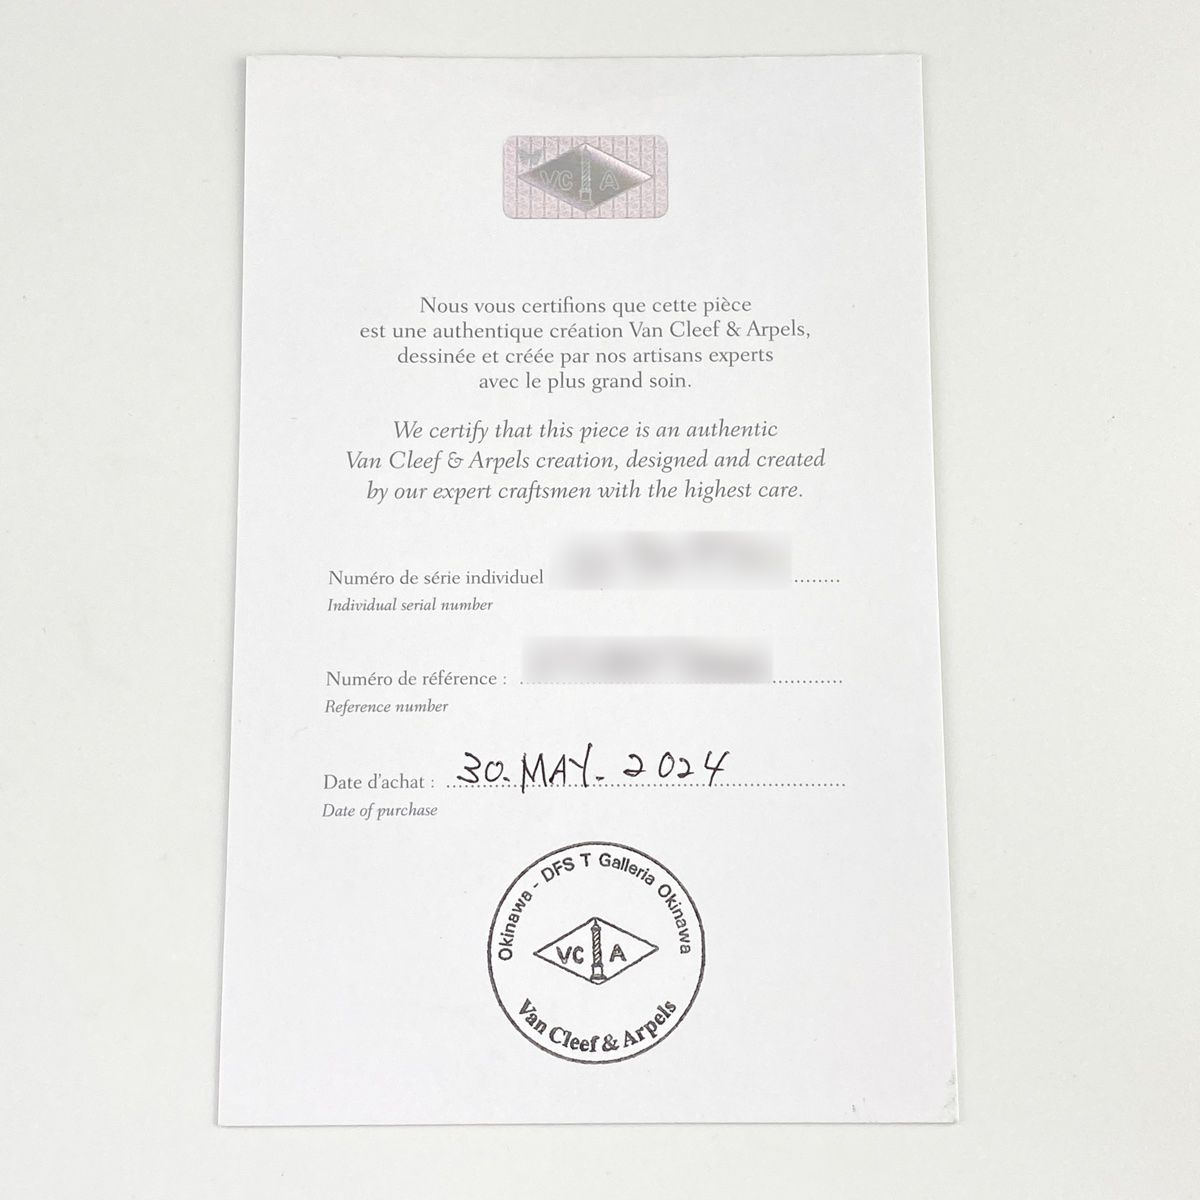 VC A
Nous vous certifions que cette pièce
est une authentique création Van Cleef & Arpels,
dessinée et créée par nos artisans experts
avec le plus grand soin.
We certify that this piece is an authentic
Van Cleef & Arpels creation, designed and created
by our expert craftsmen with the highest care.
Numéro de série individuel ........
Individual serial number
Numéro de référence : ............
Reference number
Date d'achat : 30. MAY. 2024
Date of purchase
Okinawa - DFS T Galleria Okinawa
VC A
Van Cleef & Arpels